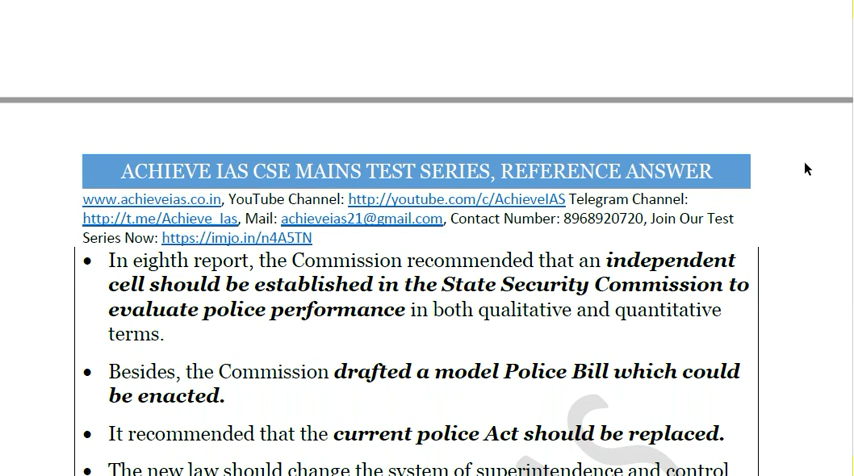 ACHIEVE IAS CSE MAINS TEST SERIES, REFERENCE ANSWER
www.achieveias.co.in, YouTube Channel: http://youtube.com/c/AchieveIAS Telegram Channel:
http://t.me/Achieve_Ias, Mail: achieveias21@gmail.com, Contact Number: 8968920720, Join Our Test
Series Now: https://imjo.in/n4A5TN
• In eighth report, the Commission recommended that an independent
cell should be established in the State Security Commission to
evaluate police performance in both qualitative and quantitative
terms.
• Besides, the Commission drafted a model Police Bill which could
be enacted.
• It recommended that the current police Act should be replaced.
• The new law should change the system of superintendence and control